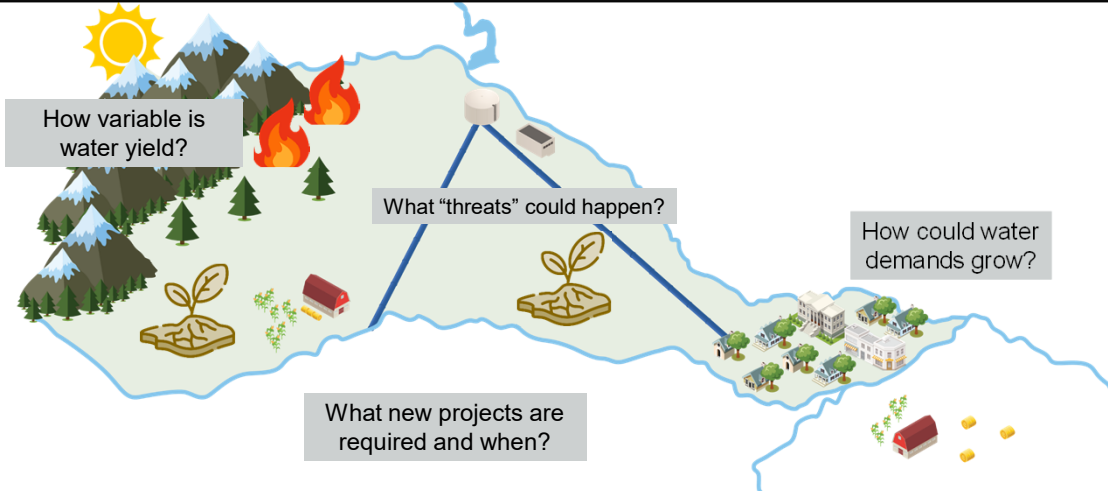 How variable is
water yield?
What “threats” could happen?
How could water
demands grow?
What new projects are
required and when?